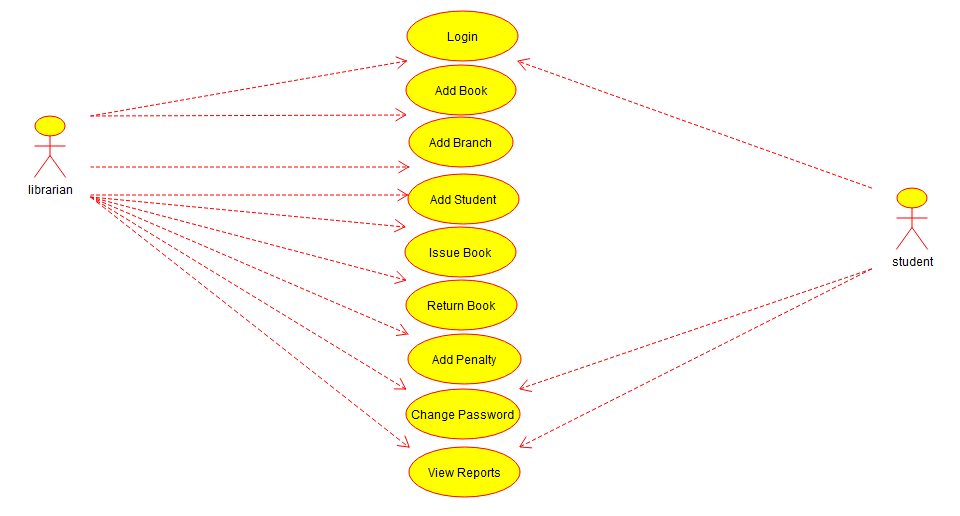 Login
Add Book
Add Branch
librarian
Add Student
Issue Book
student
Return Book
Add Penalty
Change Password
View Reports